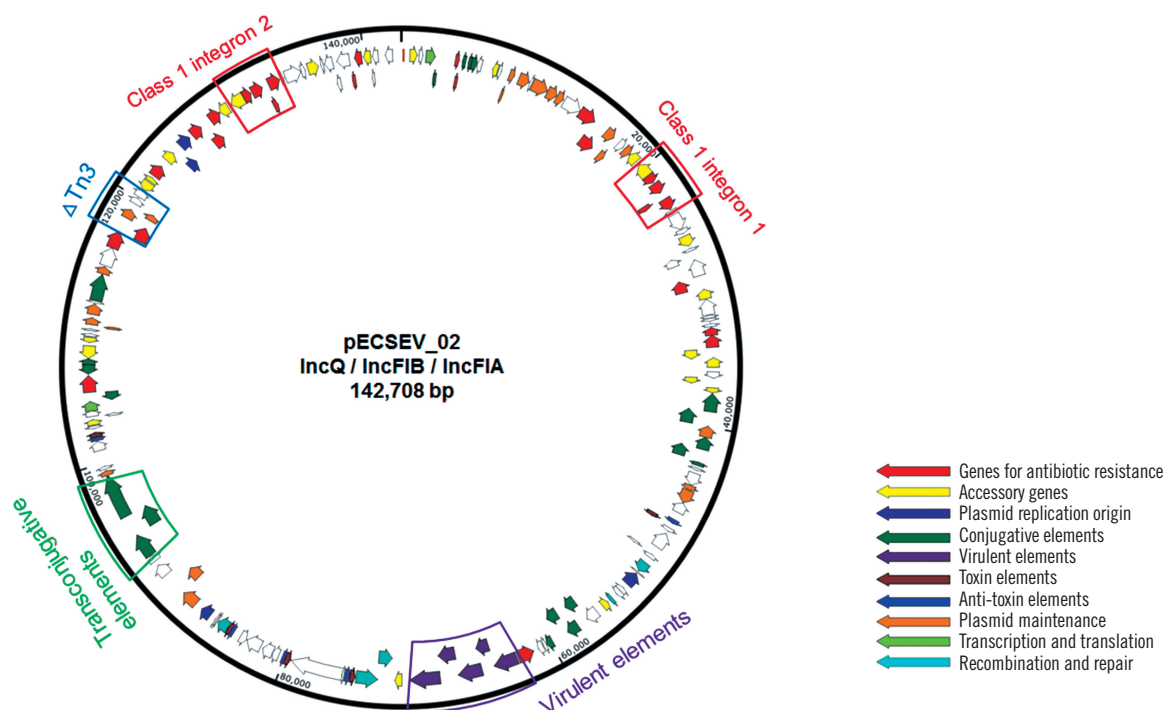 140,000
Class 1 integron 2
20,000
Class 1 integron 1
Δ Tn3
120,000
pECSEV_02
IncQ / IncFIB / IncFIA
142,708 bp
40,000
100,000
Transconjugative
elements
Virulent elements
60,000
80,000
Genes for antibiotic resistance
Accessory genes
Plasmid replication origin
Conjugative elements
Virulent elements
Toxin elements
Anti-toxin elements
Plasmid maintenance
Transcription and translation
Recombination and repair